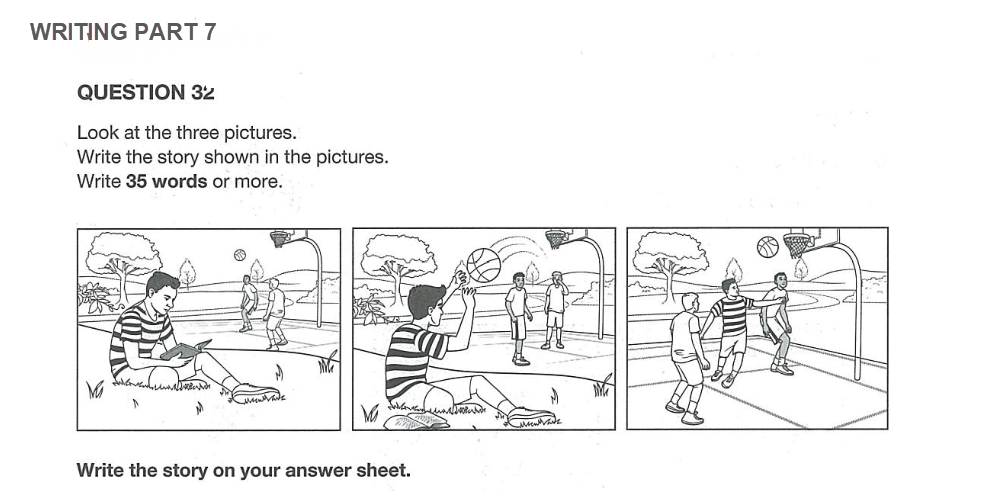 WRITING PART 7
QUESTION 32
Look at the three pictures.
Write the story shown in the pictures.
Write 35 words or more.
Write the story on your answer sheet.